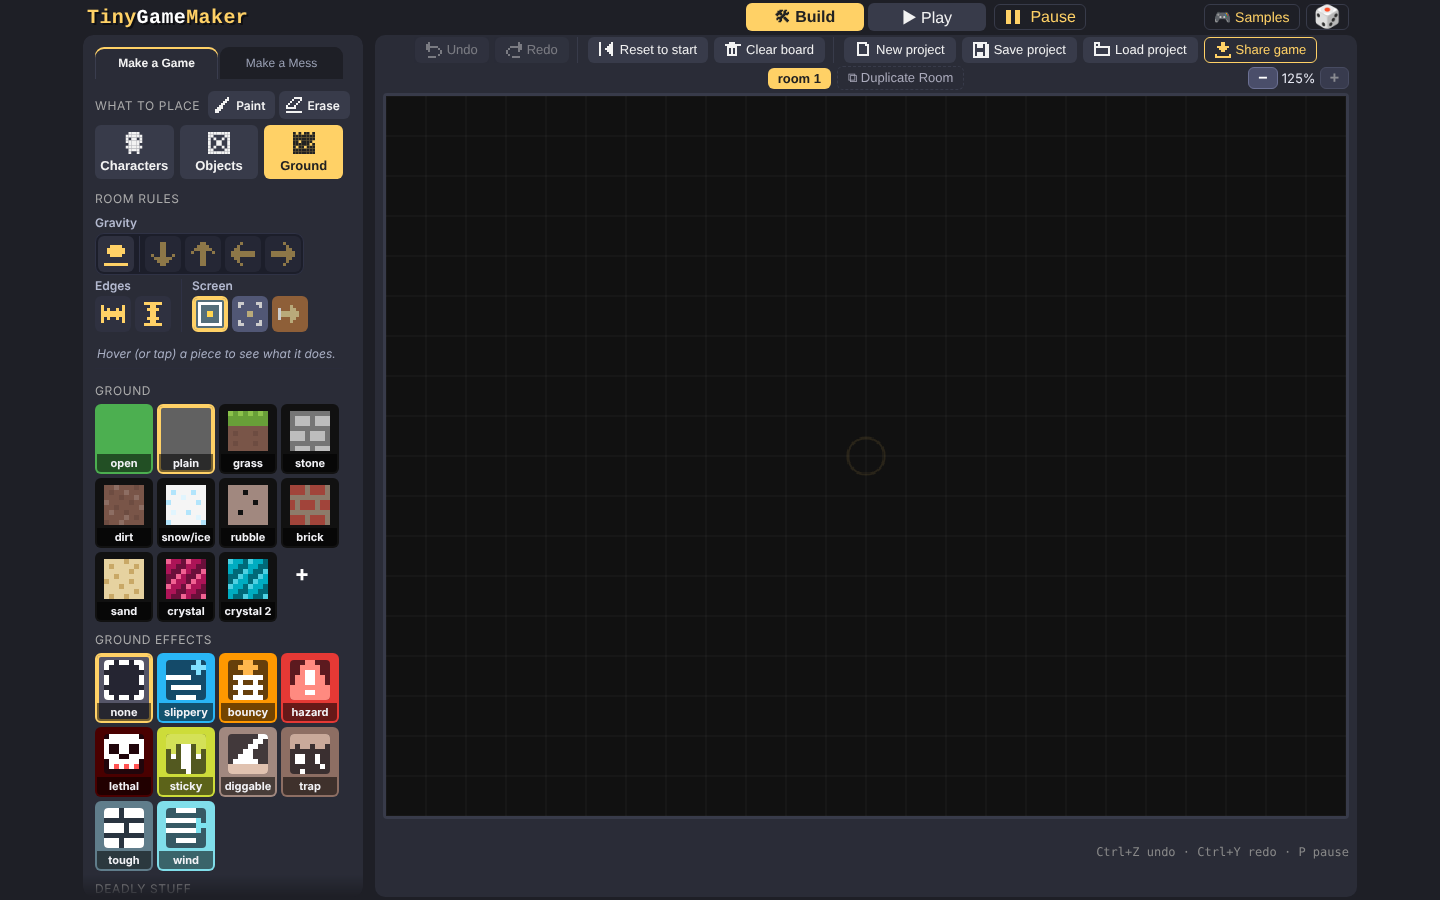 TinyGameMaker
Build
Play
Pause
Samples
Make a Game
Make a Mess
Undo
Redo
Reset to start
Clear board
New project
Save project
Load project
Share game
room 1
Duplicate Room
125%
WHAT TO PLACE
Paint
Erase
Characters
Objects
Ground
ROOM RULES
Gravity
Edges
Screen
Hover (or tap) a piece to see what it does.
GROUND
open
plain
grass
stone
dirt
snow/ice
rubble
brick
sand
crystal
crystal 2
GROUND EFFECTS
none
slippery
bouncy
hazard
lethal
sticky
diggable
trap
tough
wind
DEADLY STUFF
Ctrl+Z undo · Ctrl+Y redo · P pause